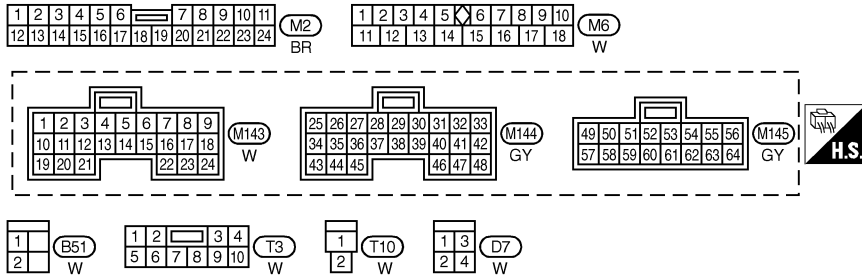 1 2 3 4 5 6 7 8 9 10 11
12 13 14 15 16 17 18 19 20 21 22 23 24
M2
BR
1 2 3 4 5 6 7 8 9 10
11 12 13 14 15 16 17 18
M6
W
1 2 3 4 5 6 7 8 9
10 11 12 13 14 15 16 17 18
19 20 21 22 23 24
M143
W
25 26 27 28 29 30 31 32 33
34 35 36 37 38 39 40 41 42
43 44 45 46 47 48
M144
GY
49 50 51 52 53 54 55 56
57 58 59 60 61 62 63 64
M145
GY
H.S.
1
2
B51
W
1 2 3 4
5 6 7 8 9 10
T3
W
1
2
T10
W
1 3
2 4
D7
W